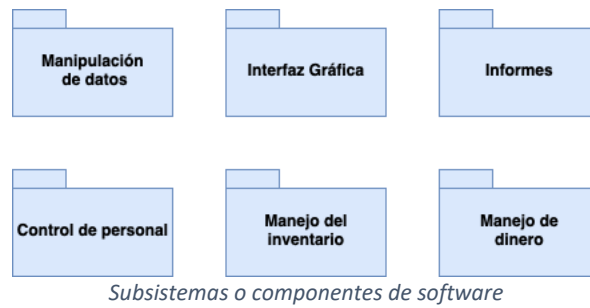 Manipulación
de datos
Interfaz Gráfica
Informes
Control de personal
Manejo del
inventario
Manejo de
dinero
Subsistemas o componentes de software